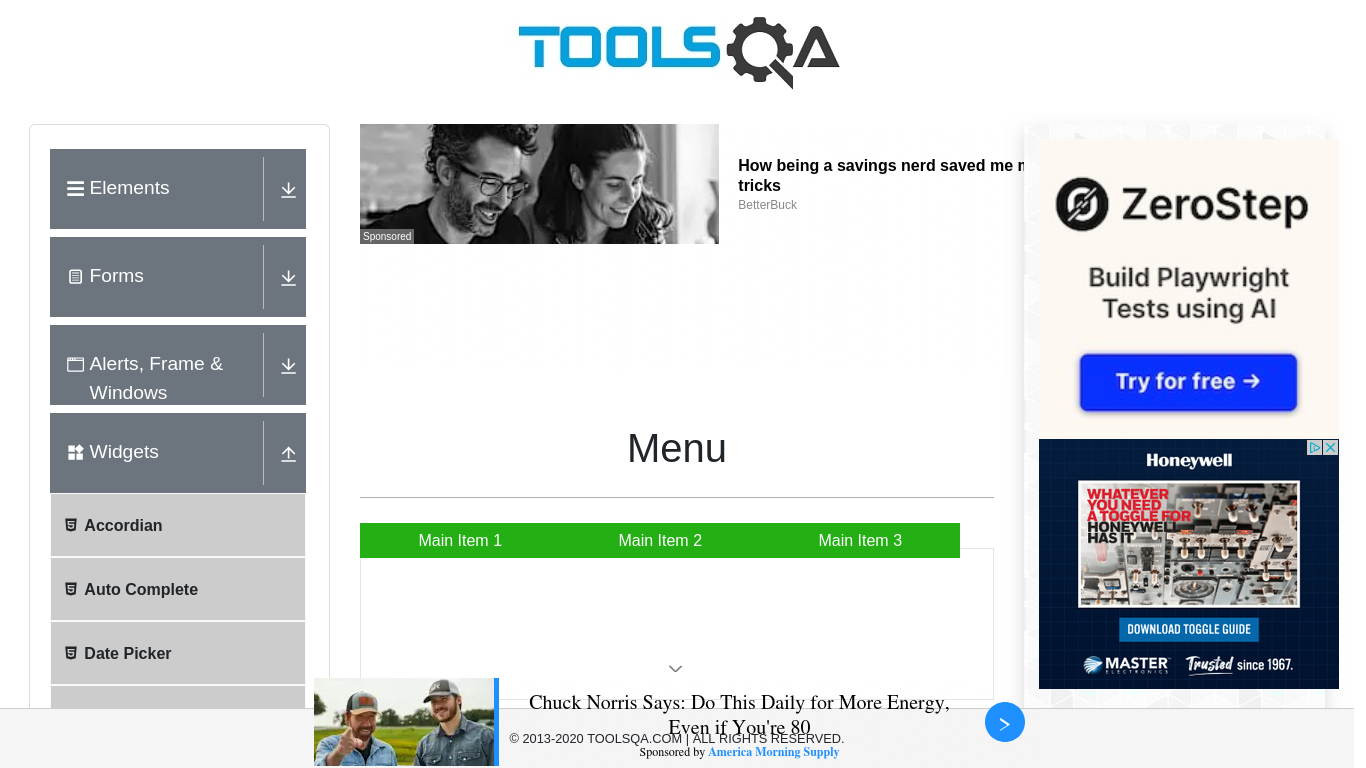 TOOLSQA
Elements
Forms
Alerts, Frame &
Windows
Widgets
Accordian
Auto Complete
Date Picker
Sponsored
How being a savings nerd saved me
tricks
BetterBuck
Menu
Main Item 1
Main Item 2
Main Item 3
ZeroStep
Build Playwright
Tests using AI
Try for free →
Honeywell
WHATEVER
YOU NEED
A TOGGLE FOR
HONEYWELL
HAS IT
DOWNLOAD TOGGLE GUIDE
MASTER
ELECTRONICS
Trusted since 1967.
Chuck Norris Says: Do This Daily for More Energy,
Even if You're 80
© 2013-2020 TOOLSQA.COM | ALL RIGHTS RESERVED.
Sponsored by America Morning Supply